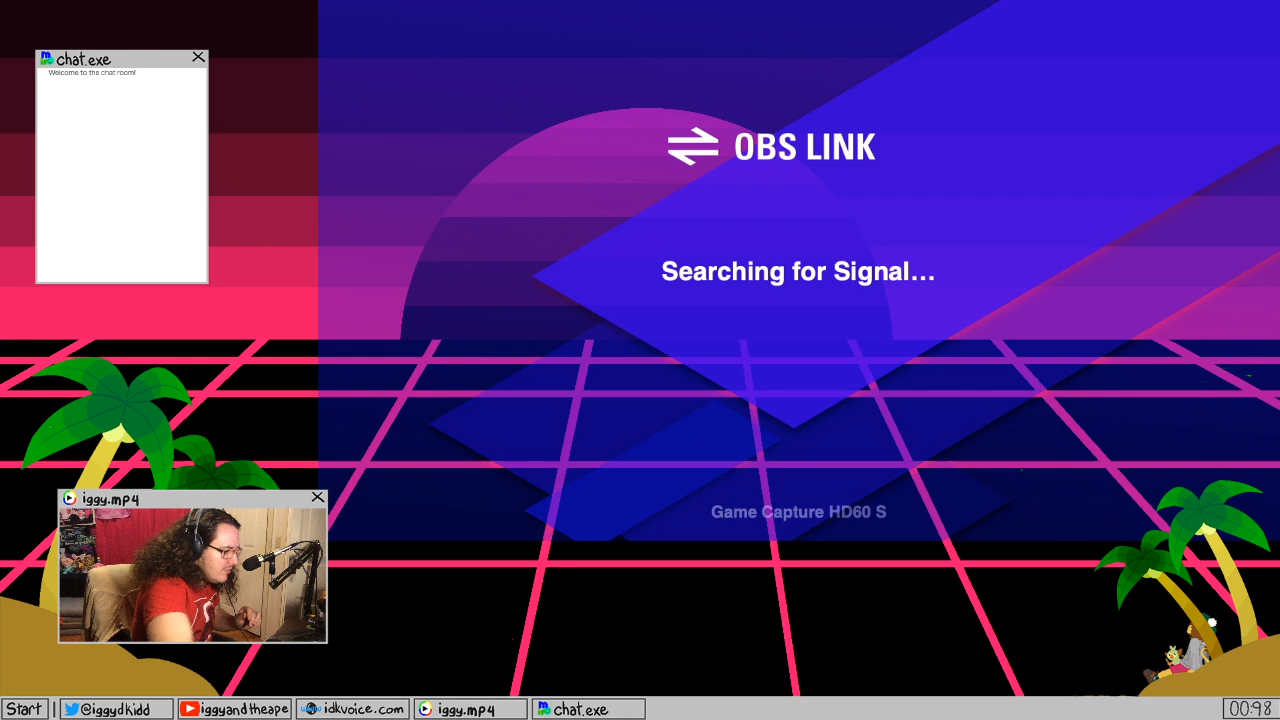 chat.exe
Welcome to the chat room!
OBS LINK
Searching for Signal...
Game Capture HD60 S
iggy.mp4
Start
@iggydkidd
iggyandtheape
www idkvoice.com
iggy.mp4
chat.exe
00:98